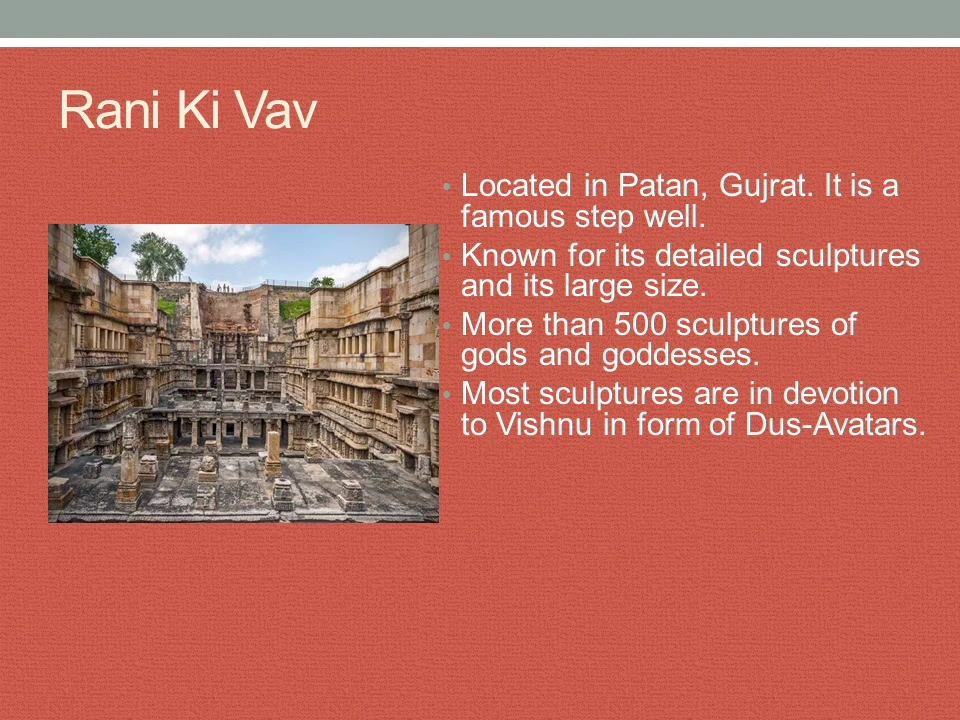 Rani Ki Vav
• Located in Patan, Gujrat. It is a
famous step well.
• Known for its detailed sculptures
and its large size.
• More than 500 sculptures of
gods and goddesses.
• Most sculptures are in devotion
to Vishnu in form of Dus-Avatars.